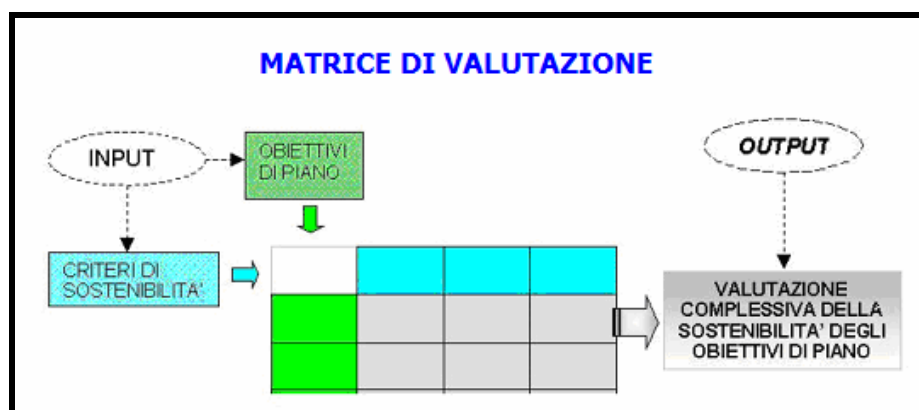 MATRICE DI VALUTAZIONE
INPUT
OBIETTIVI
DI PIANO
OUTPUT
CRITERI DI
SOSTENIBILITA'
VALUTAZIONE
COMPLESSIVA DELLA
SOSTENIBILITA' DEGLI
OBIETTIVI DI PIANO